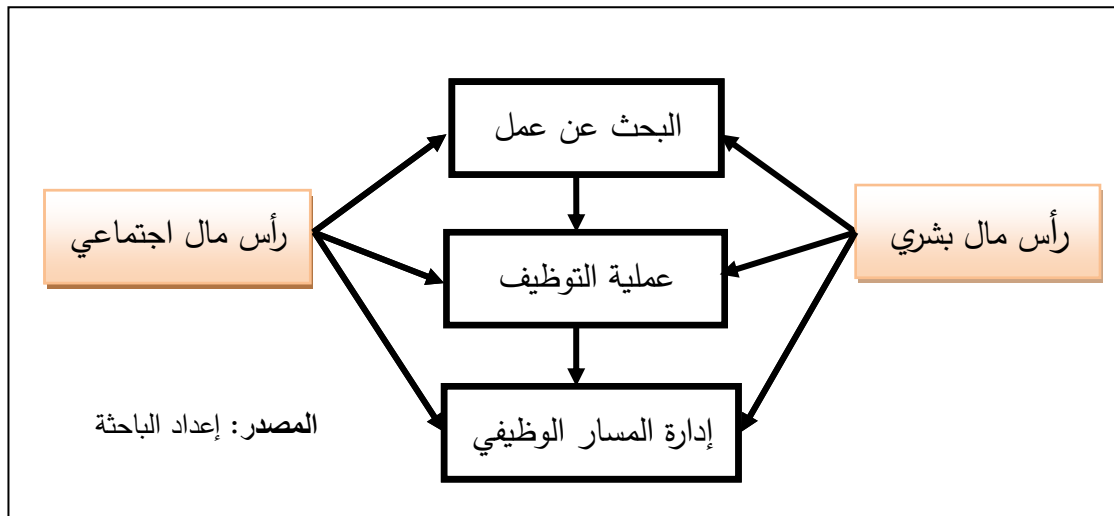 البحث عن عمل
رأس مال بشري
رأس مال اجتماعي
عملية التوظيف
إدارة المسار الوظيفي
المصدر: إعداد الباحثة